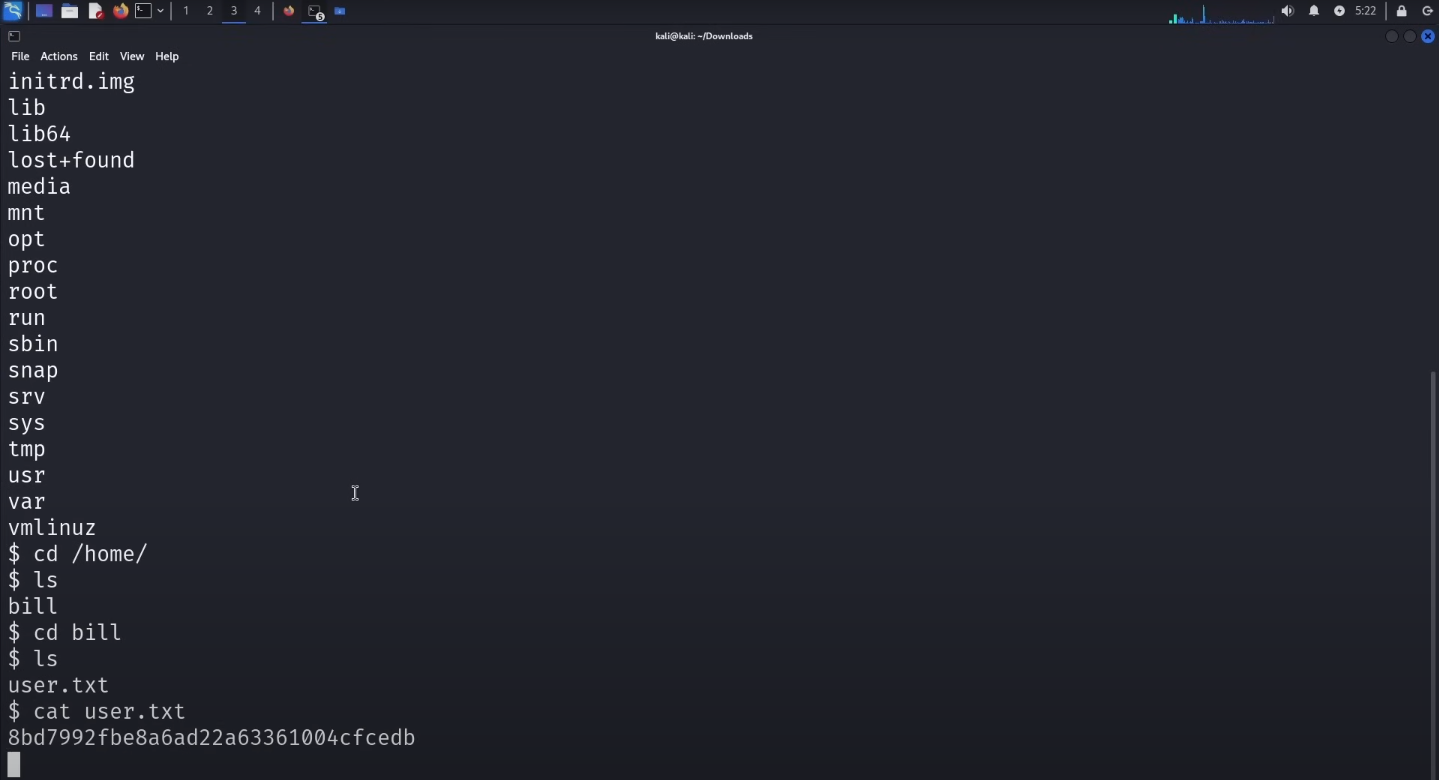 1 2 3 4 5 5:22
kali@kali: ~/Downloads
File Actions Edit View Help
initrd.img
lib
lib64
lost+found
media
mnt
opt
proc
root
run
sbin
snap
srv
sys
tmp
usr
var
vmlinuz
$ cd /home/
$ ls
bill
$ cd bill
$ ls
user.txt
$ cat user.txt
8bd7992fbe8a6ad22a63361004cfcedb